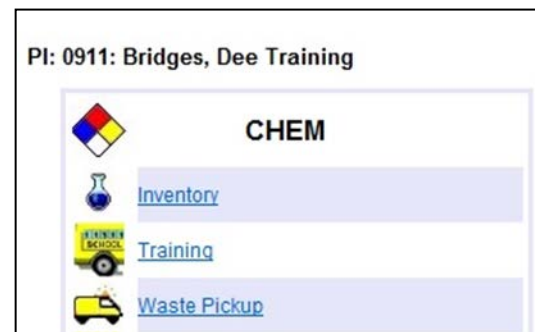 PI: 0911: Bridges, Dee Training
CHEM
Inventory
SCHOOL
Training
Waste Pickup